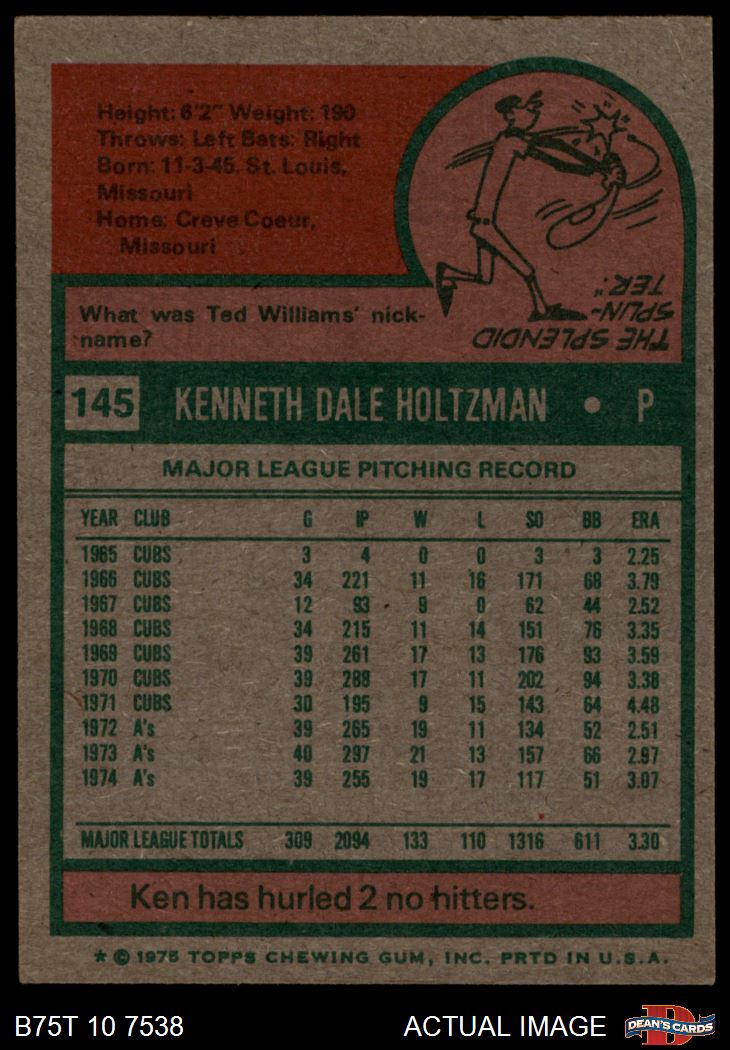 Height: 6'2" Weight: 190
Throws: Left Bats: Right
Born: 11-3-45, St. Louis,
Missouri
Home: Creve Coeur,
Missouri
What was Ted Williams' nick-
name?
"THE SPLENDID
SPLIN-
TER."
145 KENNETH DALE HOLTZMAN • P
MAJOR LEAGUE PITCHING RECORD
YEAR CLUB G IP W L SO BB ERA
1965 CUBS 3 4 0 0 3 3 2.25
1966 CUBS 34 221 11 16 171 68 3.79
1967 CUBS 12 93 9 0 62 44 2.52
1968 CUBS 34 215 11 14 151 76 3.35
1969 CUBS 39 261 17 13 176 93 3.59
1970 CUBS 39 288 17 11 202 94 3.38
1971 CUBS 30 195 9 15 143 64 4.48
1972 A's 39 265 19 11 134 52 2.51
1973 A's 40 297 21 13 157 66 2.97
1974 A's 39 255 19 17 117 51 3.07
MAJOR LEAGUE TOTALS 309 2094 133 110 1316 611 3.30
Ken has hurled 2 no hitters.
* © 1975 TOPPS CHEWING GUM, INC. PRTD IN U.S.A.
B75T 10 7538 ACTUAL IMAGE
D
DEAN'S CARDS